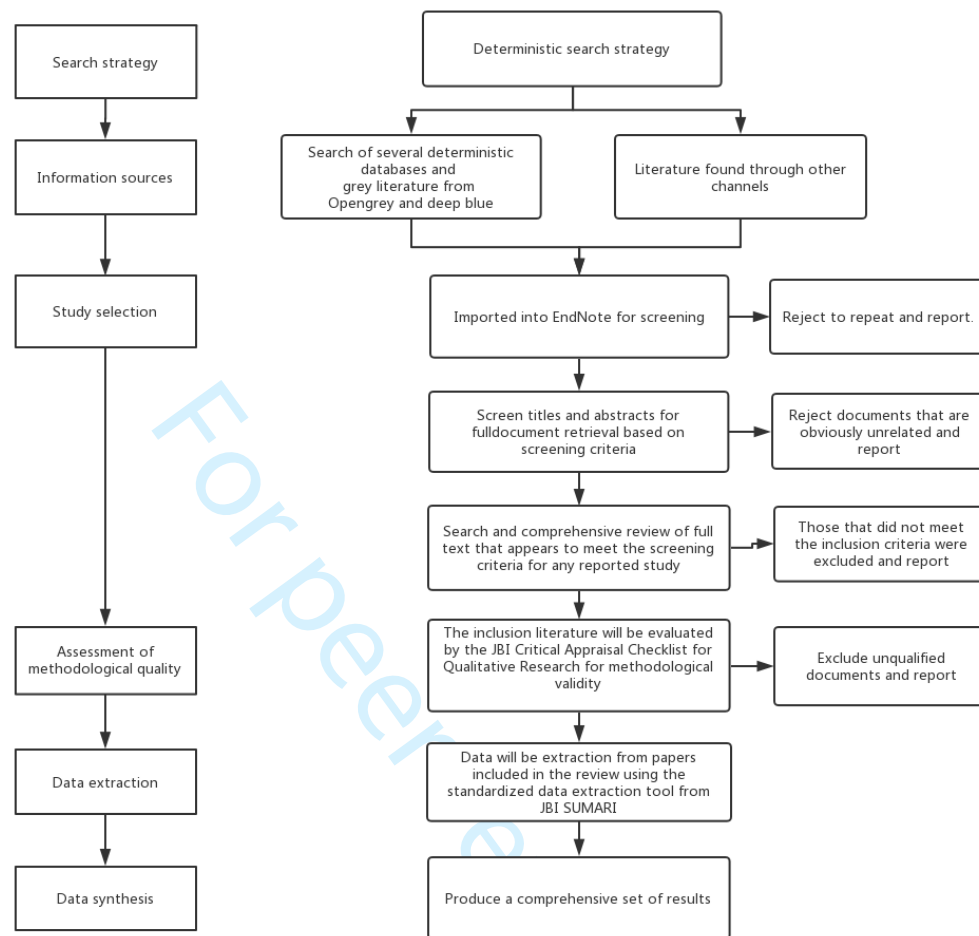 Search strategy
Information sources
Study selection
Assessment of
methodological quality
Data extraction
Data synthesis
Deterministic search strategy
Search of several deterministic
databases and
grey literature from
Opengrey and deep blue
Literature found through other
channels
Imported into EndNote for screening
Reject to repeat and report.
Screen titles and abstracts for
fulldocument retrieval based on
screening criteria
Reject documents that are
obviously unrelated and
report
Search and comprehensive review of full
text that appears to meet the screening
criteria for any reported study
Those that did not meet
the inclusion criteria were
excluded and report
The inclusion literature will be evaluated
by the JBI Critical Appraisal Checklist for
Qualitative Research for methodological
validity
Exclude unqualified
documents and report
Data will be extraction from papers
included in the review using the
standardized data extraction tool from
JBI SUMARI
Produce a comprehensive set of results
For peer